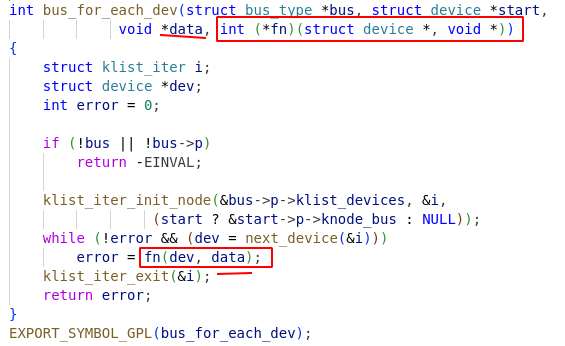 int bus_for_each_dev(struct bus_type *bus, struct device *start,
void *data, int (*fn)(struct device *, void *))
{
struct klist_iter i;
struct device *dev;
int error = 0;
if (!bus || !bus->p)
return -EINVAL;
klist_iter_init_node(&bus->p->klist_devices, &i,
(start ? &start->p->knode_bus : NULL));
while (!error && (dev = next_device(&i)))
error = fn(dev, data);
klist_iter_exit(&i);
return error;
}
EXPORT_SYMBOL_GPL(bus_for_each_dev);